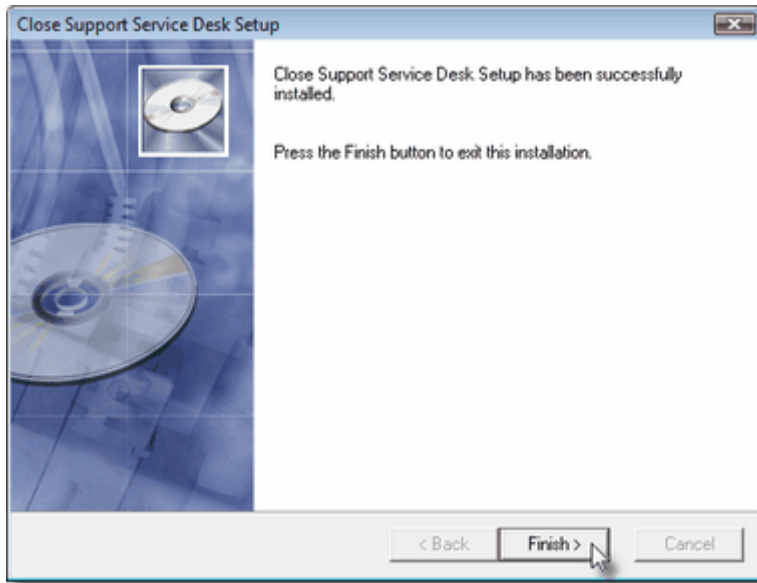 Close Support Service Desk Setup
Close Support Service Desk Setup has been successfully
installed.
Press the Finish button to exit this installation.
< Back
Finish >
Cancel